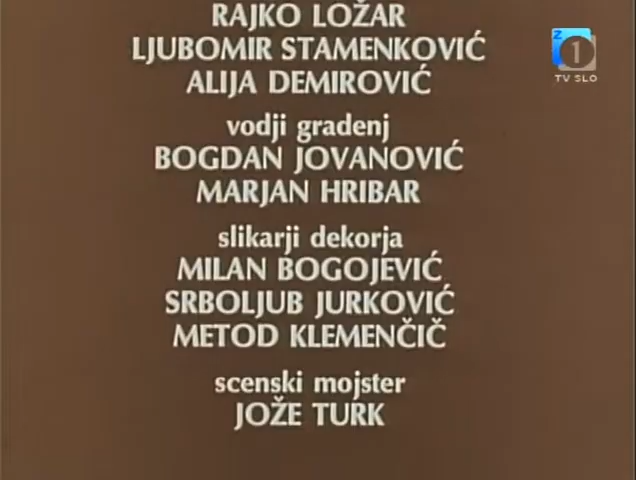 RAJKO LOŽAR
LJUBOMIR STAMENKOVIĆ
ALIJA DEMIROVIĆ
vodji gradenj
BOGDAN JOVANOVIĆ
MARJAN HRIBAR
slikarji dekorja
MILAN BOGOJEVIĆ
SRBOLJUB JURKOVIĆ
METOD KLEMENČIČ
scenski mojster
JOŽE TURK
Z
1
TV SLO